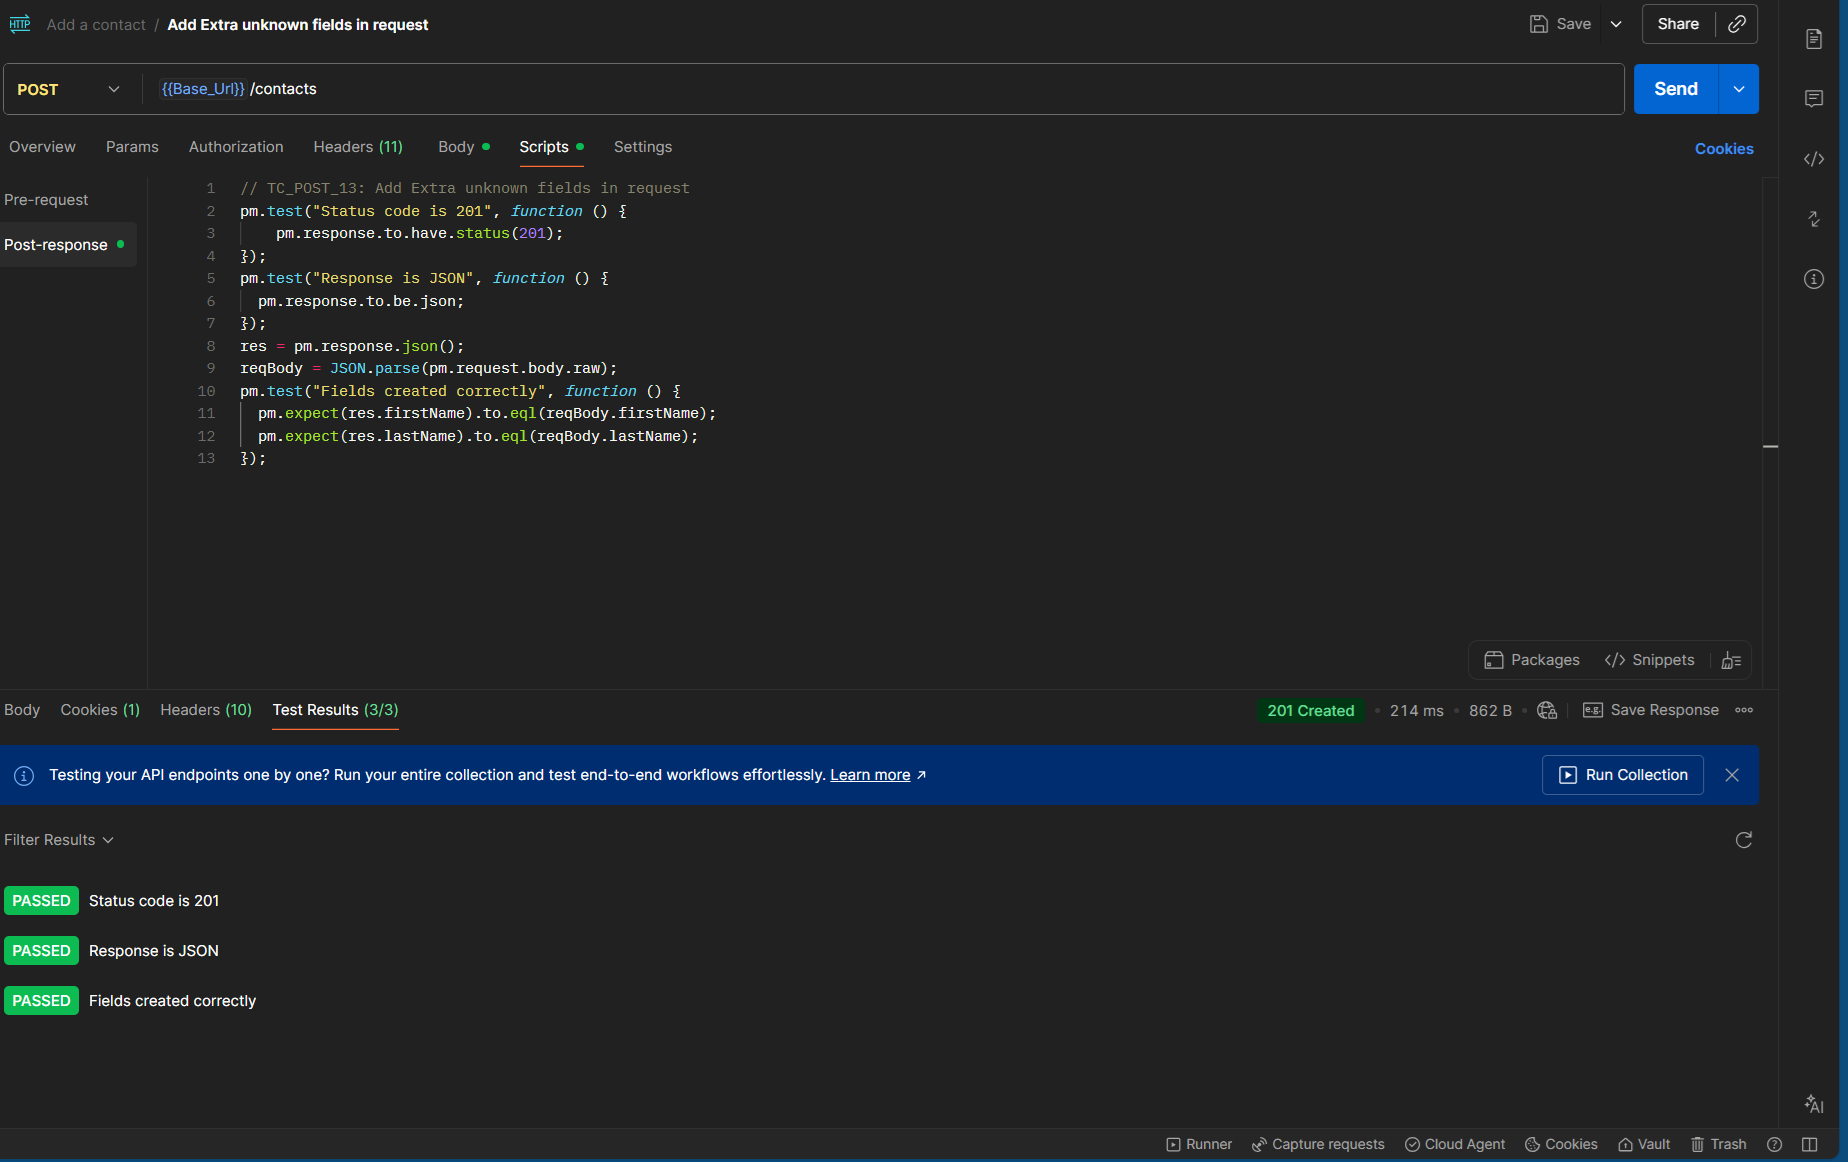 HTTP Add a contact / Add Extra unknown fields in request Save Share
POST {{Base_Url}} /contacts Send
Overview Params Authorization Headers (11) Body Scripts Settings Cookies
Pre-request
Post-response
1 // TC_POST_13: Add Extra unknown fields in request
2 pm.test("Status code is 201", function () {
3 pm.response.to.have.status(201);
4 });
5 pm.test("Response is JSON", function () {
6 pm.response.to.be.json;
7 });
8 res = pm.response.json();
9 reqBody = JSON.parse(pm.request.body.raw);
10 pm.test("Fields created correctly", function () {
11 pm.expect(res.firstName).to.eql(reqBody.firstName);
12 pm.expect(res.lastName).to.eql(reqBody.lastName);
13 });
Packages </> Snippets
Body Cookies (1) Headers (10) Test Results (3/3) 201 Created • 214 ms • 862 B • e.g. Save Response
Testing your API endpoints one by one? Run your entire collection and test end-to-end workflows effortlessly. Learn more ↗ Run Collection
Filter Results
PASSED Status code is 201
PASSED Response is JSON
PASSED Fields created correctly
AI
Runner Capture requests Cloud Agent Cookies Vault Trash